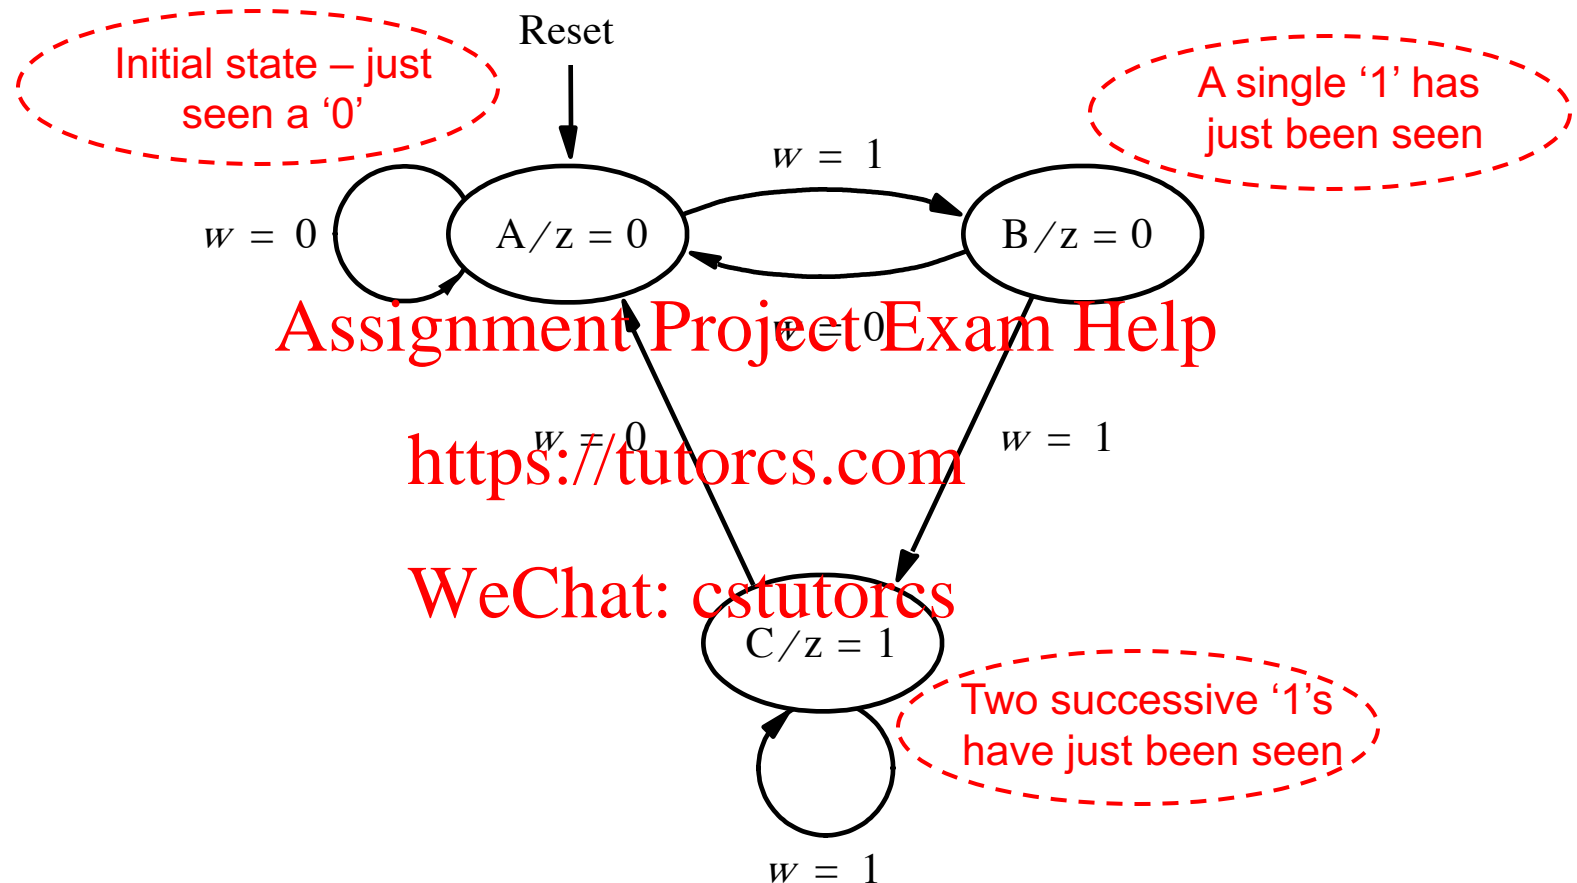 Reset
Initial state – just
seen a ‘0’
A single ‘1’ has
just been seen
w = 1
w = 0
A/z = 0
B/z = 0
w = 0
Assignment Project Exam Help
w = 0
w = 1
https://tutorcs.com
WeChat: cstutorcs
C/z = 1
Two successive ‘1’s
have just been seen
w = 1